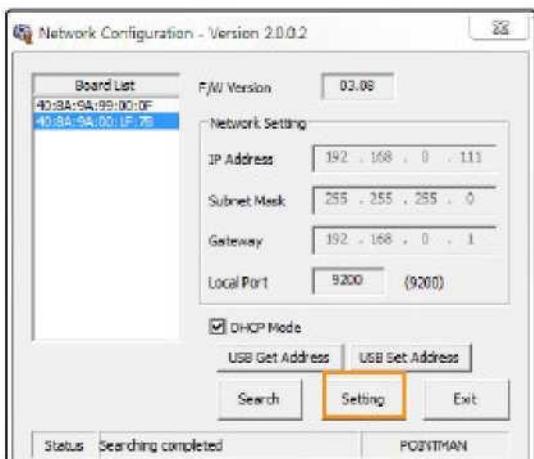 Network Configuration - Version 2.0.0.2
Board List
40:8A:9A:99:00:0F
40:8A:9A:00:1F:7B
F/W Version 03.08
Network Setting
IP Address 192 . 168 . 0 . 111
Subnet Mask 255 . 255 . 255 . 0
Gateway 192 . 168 . 0 . 1
Local Port 9200 (9200)
DHCP Mode
USB Get Address USB Set Address
Search Setting Exit
Status Searching completed POINTMAN